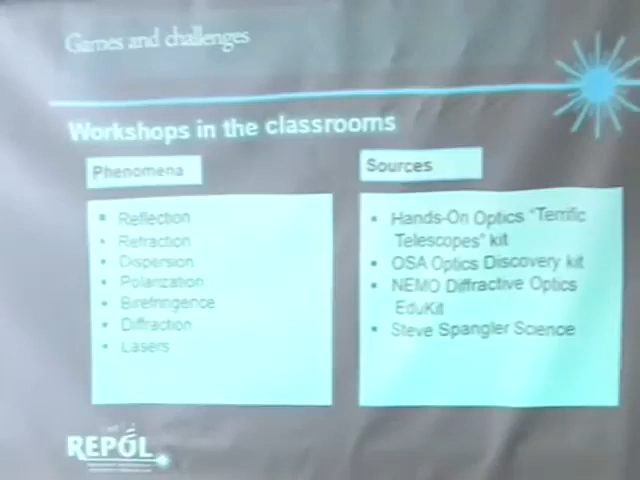 Games and challenges
Workshops in the classrooms
Phenomena
Sources
• Reflection
• Refraction
• Dispersion
• Polarization
• Birefringence
• Diffraction
• Lasers
• Hands-On Optics "Terrific
Telescopes" kit
• OSA Optics Discovery kit
• NEMO Diffractive Optics
EduKit
• Steve Spangler Science
REPÓL